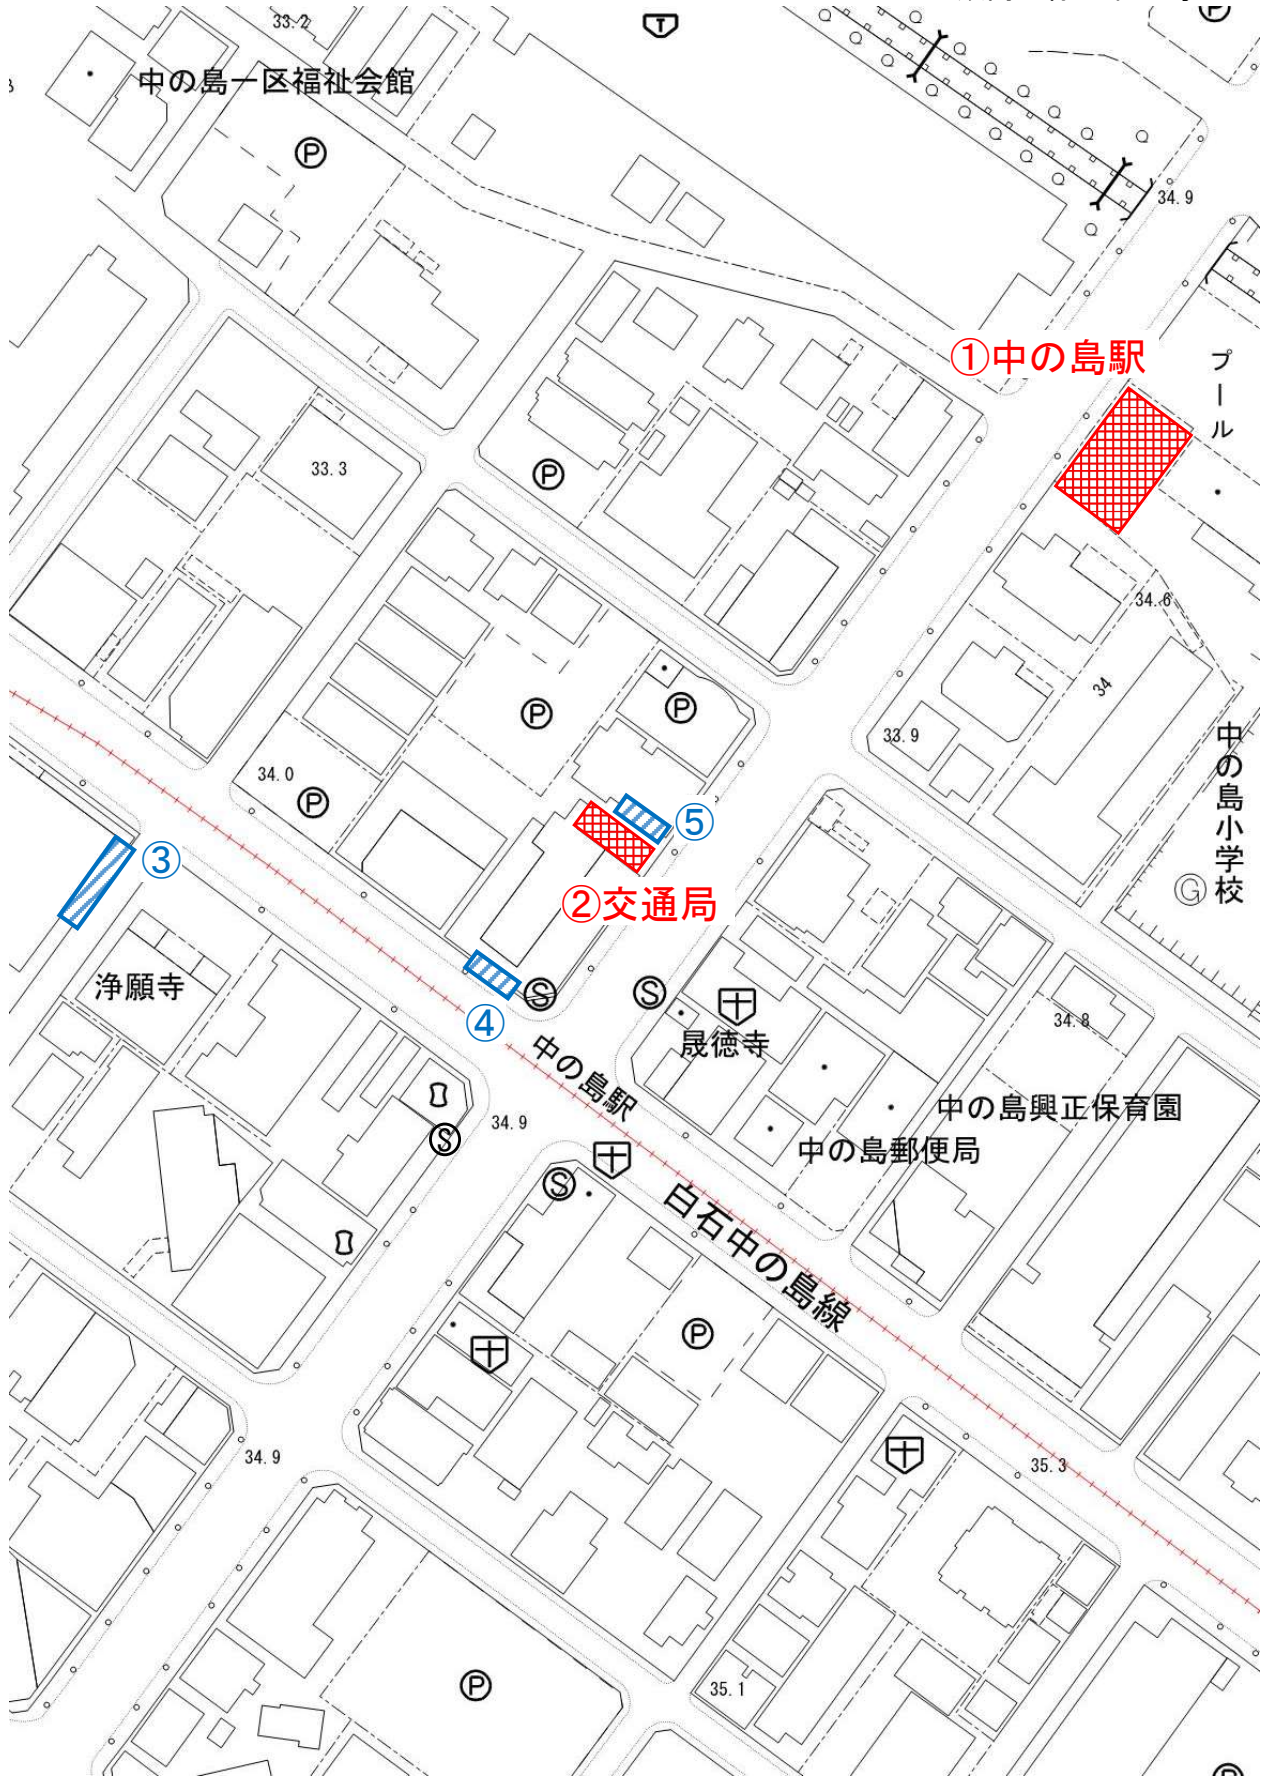 33.2
中の島一区福祉会館
Ⓟ
Ⓟ
34.9
①中の島駅
プール
33.3
Ⓟ
34.6
34
Ⓟ
Ⓟ
33.9
中の島小学校
34.0
Ⓟ
⑤
③
②交通局
Ⓖ
浄願寺
Ⓢ
Ⓢ
④
晟徳寺
34.8
中の島駅
中の島興正保育園
34.9
Ⓢ
中の島郵便局
Ⓢ
白石中の島線
Ⓟ
34.9
35.3
Ⓟ
35.1